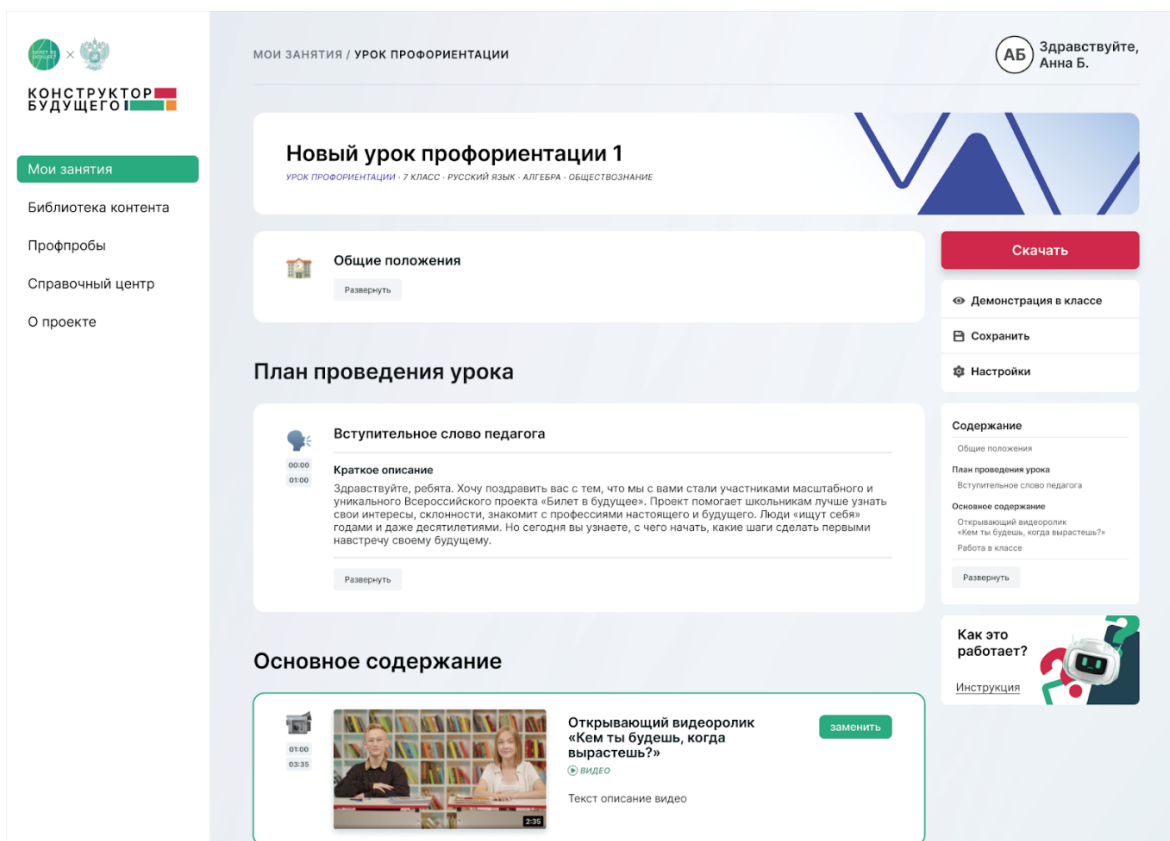 БИЛЕТ В БУДУЩЕЕ
×
КОНСТРУКТОР
БУДУЩЕГО
Мои занятия
Библиотека контента
Профпробы
Справочный центр
О проекте
МОИ ЗАНЯТИЯ / УРОК ПРОФОРИЕНТАЦИИ
АБ
Здравствуйте,
Анна Б.
Новый урок профориентации 1
УРОК ПРОФОРИЕНТАЦИИ · 7 КЛАСС · РУССКИЙ ЯЗЫК · АЛГЕБРА · ОБЩЕСТВОЗНАНИЕ
Общие положения
Развернуть
План проведения урока
Вступительное слово педагога
00:00
01:00
Краткое описание
Здравствуйте, ребята. Хочу поздравить вас с тем, что мы с вами стали участниками масштабного и
уникального Всероссийского проекта «Билет в будущее». Проект помогает школьникам лучше узнать
свои интересы, склонности, знакомит с профессиями настоящего и будущего. Люди «ищут себя»
годами и даже десятилетиями. Но сегодня вы узнаете, с чего начать, какие шаги сделать первыми
навстречу своему будущему.
Развернуть
Основное содержание
01:00
03:35
2:35
Открывающий видеоролик
«Кем ты будешь, когда
вырастешь?»
ВИДЕО
Текст описание видео
заменить
Скачать
Демонстрация в классе
Сохранить
Настройки
Содержание
Общие положения
План проведения урока
Вступительное слово педагога
Основное содержание
Открывающий видеоролик
«Кем ты будешь, когда вырастешь?»
Работа в классе
Развернуть
Как это
работает?
Инструкция